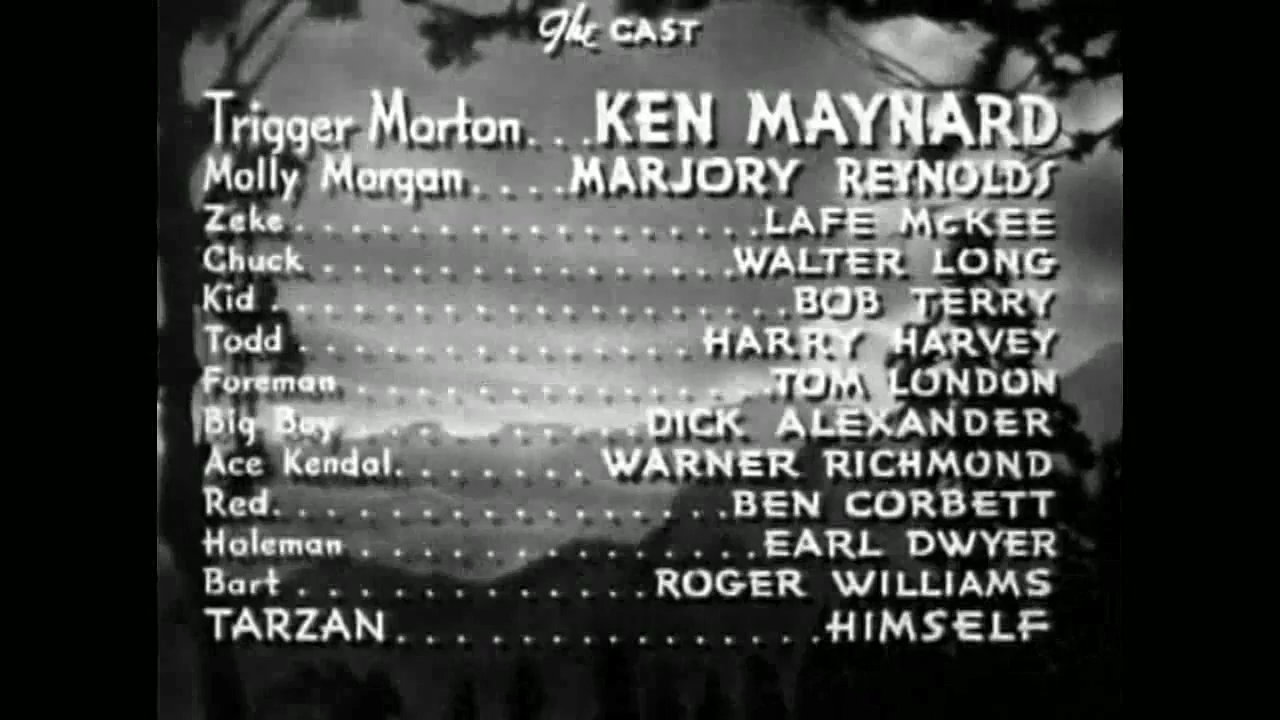 The CAST
Trigger Morton... KEN MAYNARD
Molly Morgan.... MARJORY REYNOLDS
Zeke.................. LAFE McKEE
Chuck................ WALTER LONG
Kid................... BOB TERRY
Todd............... HARRY HARVEY
Foreman............. TOM LONDON
Big Boy........... DICK ALEXANDER
Ace Kendal....... WARNER RICHMOND
Red................. BEN CORBETT
Holeman.............. EARL DWYER
Bart............. ROGER WILLIAMS
TARZAN................. HIMSELF